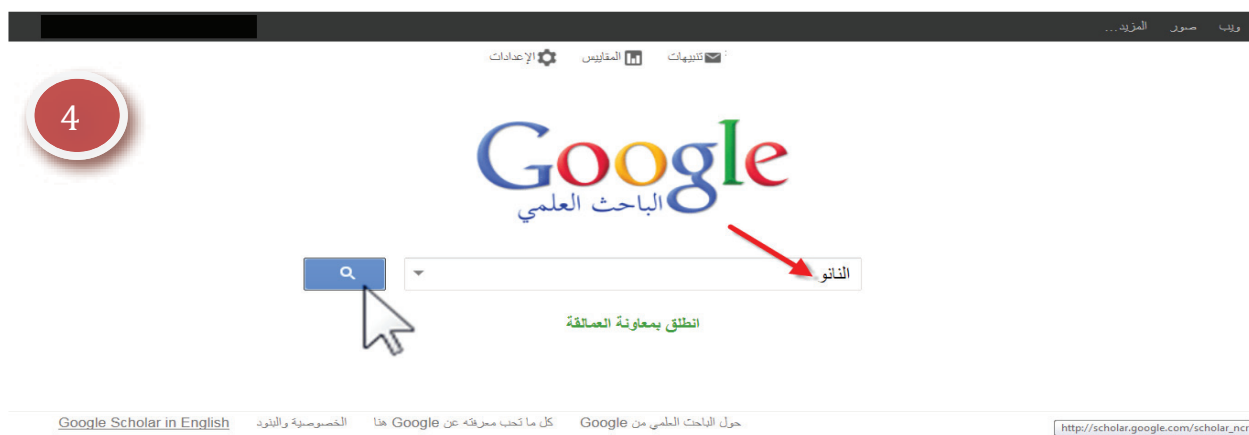 ويب صور المزيد...
تنبيهات المقاييس الإعدادات
4
Google
الباحث العلمي
النانو
انطلق بمعاونة العمالقة
حول الباحث العلمي من Google كل ما تحب معرفته عن Google هنا الخصوصية والبنود Google Scholar in English
http://scholar.google.com/scholar_ncr